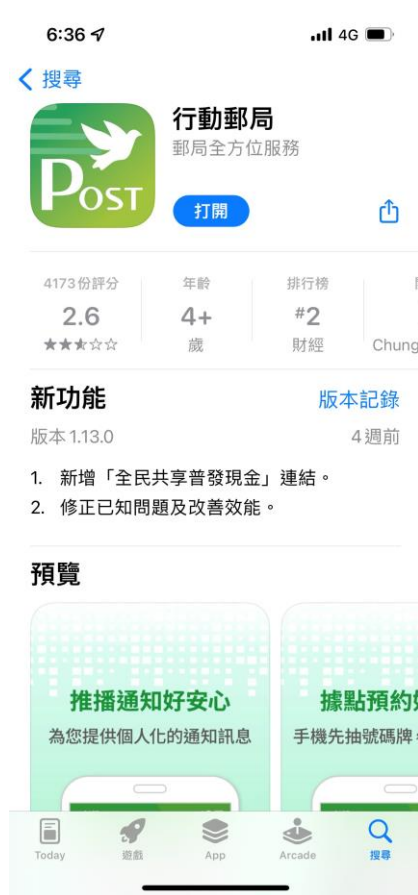 6:36
4G
搜尋
行動郵局
郵局全方位服務
POST
打開
4173份評分
年齡
排行榜
2.6
4+
#2
歲
財經
Chung
新功能
版本記錄
版本 1.13.0
4 週前
1. 新增「全民共享普發現金」連結。
2. 修正已知問題及改善效能。
預覽
推播通知好安心
據點預約
為您提供個人化的通知訊息
手機先抽號碼牌
Today
遊戲
App
Arcade
搜尋